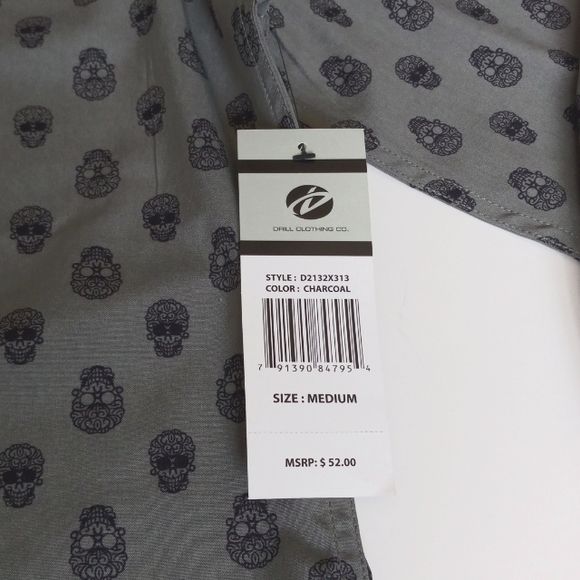 DRILL CLOTHING CO.
STYLE : D2132X313
COLOR : CHARCOAL
7 91390 84795 4
SIZE : MEDIUM
MSRP: $ 52.00